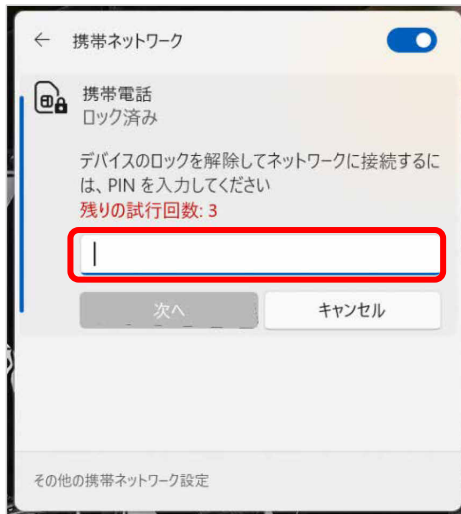 携帯ネットワーク
携帯電話
ロック済み
デバイスのロックを解除してネットワークに接続するに
は、PIN を入力してください
残りの試行回数: 3
次へ
キャンセル
その他の携帯ネットワーク設定